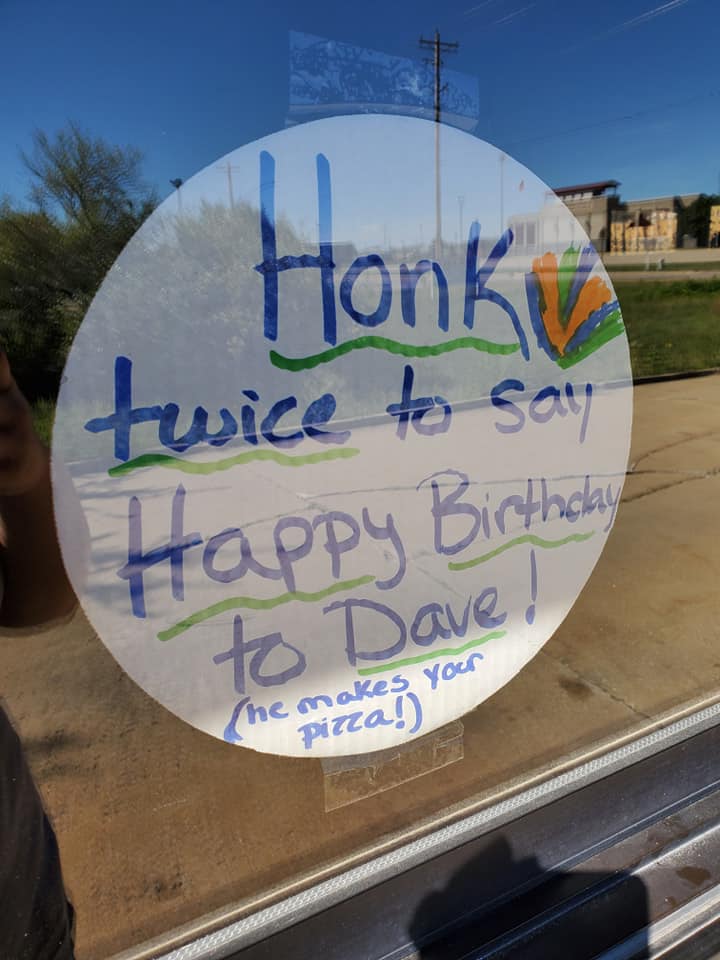 Honk
twice to say
Happy Birthday
to Dave!
(he makes your
pizza!)